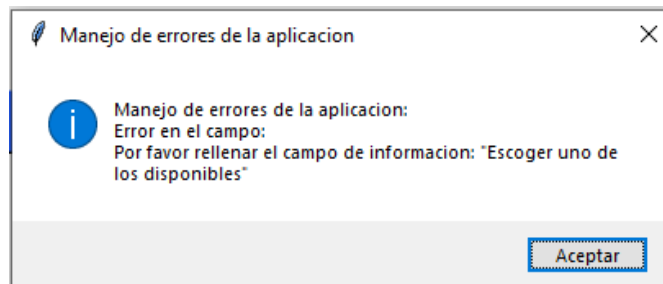 Manejo de errores de la aplicacion
Manejo de errores de la aplicacion:
Error en el campo:
Por favor rellenar el campo de informacion: "Escoger uno de
los disponibles"
Aceptar